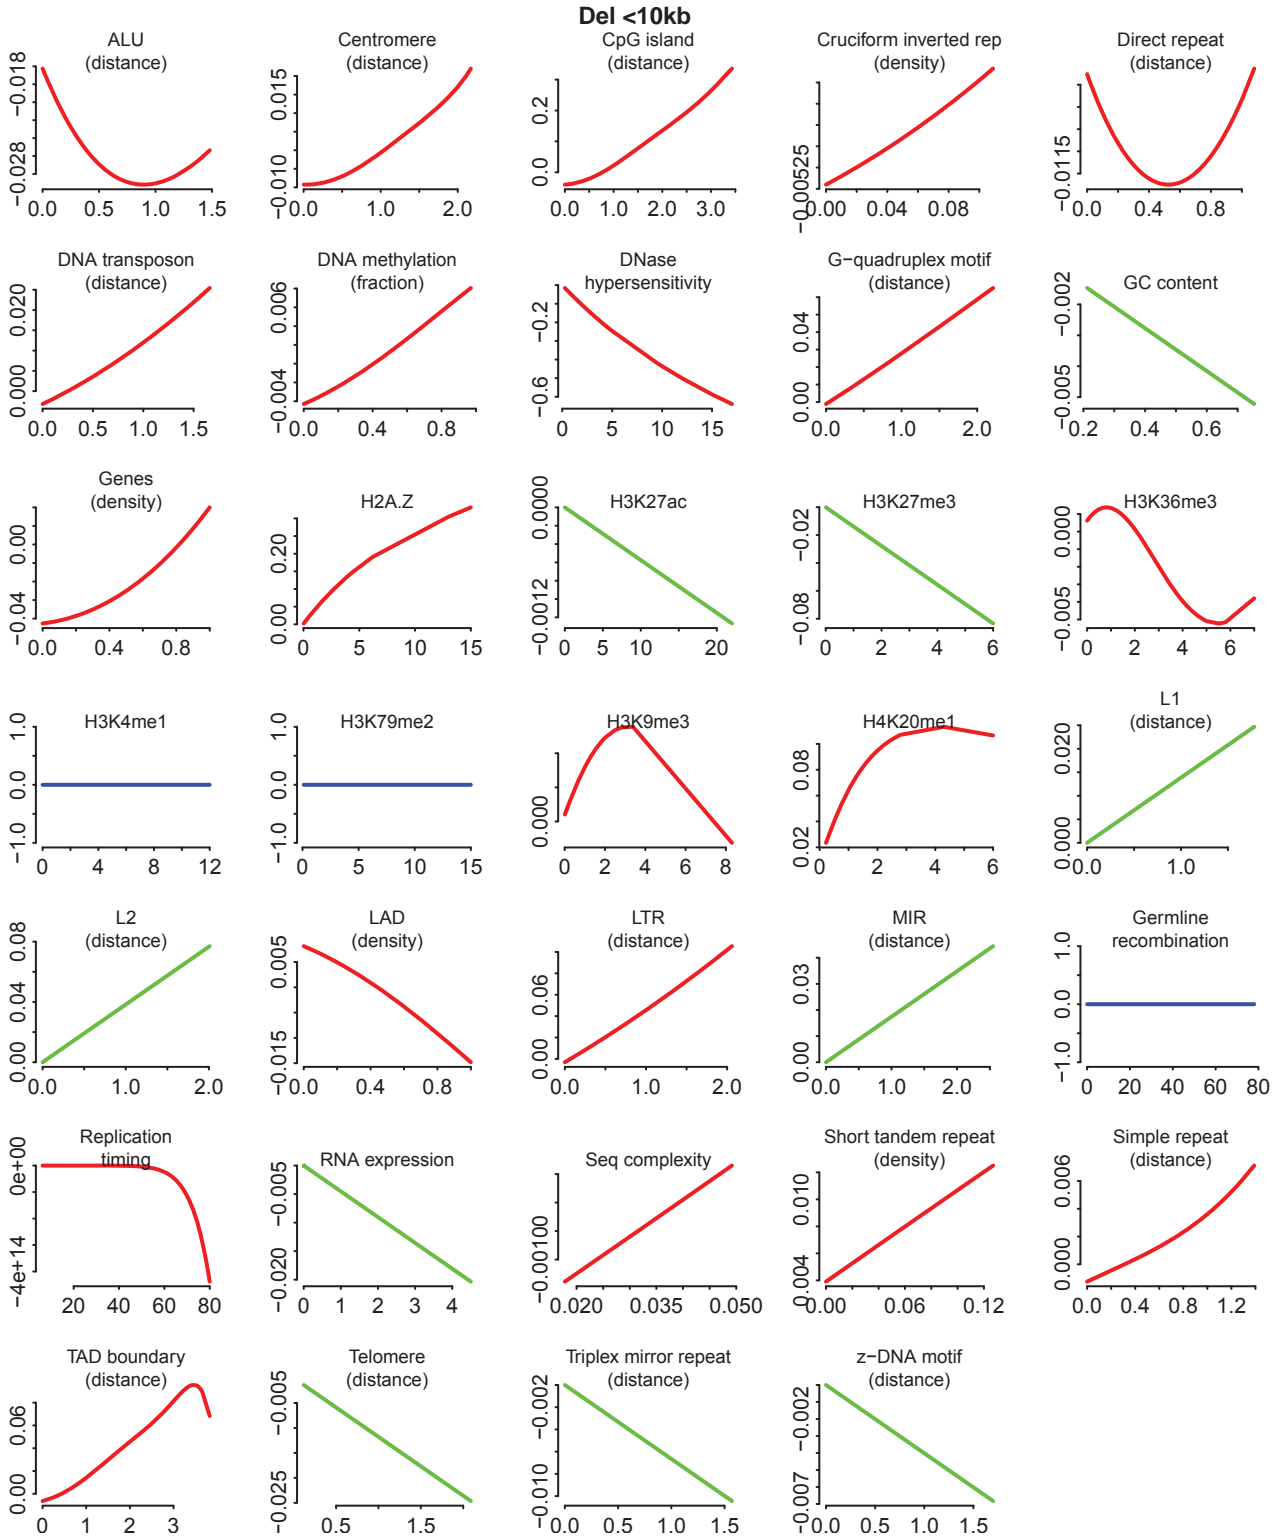 Del <10kb
ALU
(distance)
−0.018
−0.028
0.0 0.5 1.0 1.5
Centromere
(distance)
0.015
−0.010
0.0 1.0 2.0
CpG island
(distance)
0.2
0.0
0.0 1.0 2.0 3.0
Cruciform inverted rep
(density)
−0.00525
0.00 0.04 0.08
Direct repeat
(distance)
−0.0115
−0.011
0.0 0.4 0.8
DNA transposon
(distance)
0.020
0.000
0.0 0.5 1.0 1.5
DNA methylation
(fraction)
0.006
−0.004
0.0 0.4 0.8
DNase
hypersensitivity
−0.2
−0.6
0 5 10 15
G−quadruplex motif
(distance)
0.04
0.00
0.0 1.0 2.0
GC content
−0.002
−0.005
0.2 0.4 0.6
Genes
(density)
0.00
−0.04
0.0 0.4 0.8
H2A.Z
0.20
0.00
0 5 10 15
H3K27ac
0.0000
−0.0012
0 5 10 20
H3K27me3
−0.02
−0.08
0 2 4 6
H3K36me3
0.000
−0.005
0 2 4 6
H3K4me1
1.0
0.0
−1.0
0 4 8 12
H3K79me2
1.0
0.0
−1.0
0 5 10 15
H3K9me3
0.000
0 2 4 6 8
H4K20me1
0.08
0.02
0 2 4 6
L1
(distance)
0.020
0.000
0.0 1.0
L2
(distance)
0.08
0.04
0.00
0.0 1.0 2.0
LAD
(density)
0.005
−0.015
0.0 0.4 0.8
LTR
(distance)
0.06
0.00
0.0 1.0 2.0
MIR
(distance)
0.03
0.00
0.0 1.0 2.0
Germline
recombination
1.0
0.0
−1.0
0 20 40 60 80
Replication
timing
0e+00
−4e+14
20 40 60 80
RNA expression
−0.005
−0.020
0 1 2 3 4
Seq complexity
−0.00100
0.020 0.035 0.050
Short tandem repeat
(density)
0.010
0.004
0.00 0.06 0.12
Simple repeat
(distance)
0.006
0.000
0.0 0.4 0.8 1.2
TAD boundary
(distance)
0.06
0.00
0 1 2 3
Telomere
(distance)
−0.005
−0.025
0.5 1.5
Triplex mirror repeat
(distance)
−0.002
−0.010
0.0 0.5 1.0 1.5
z−DNA motif
(distance)
−0.002
−0.007
0.0 0.5 1.0 1.5